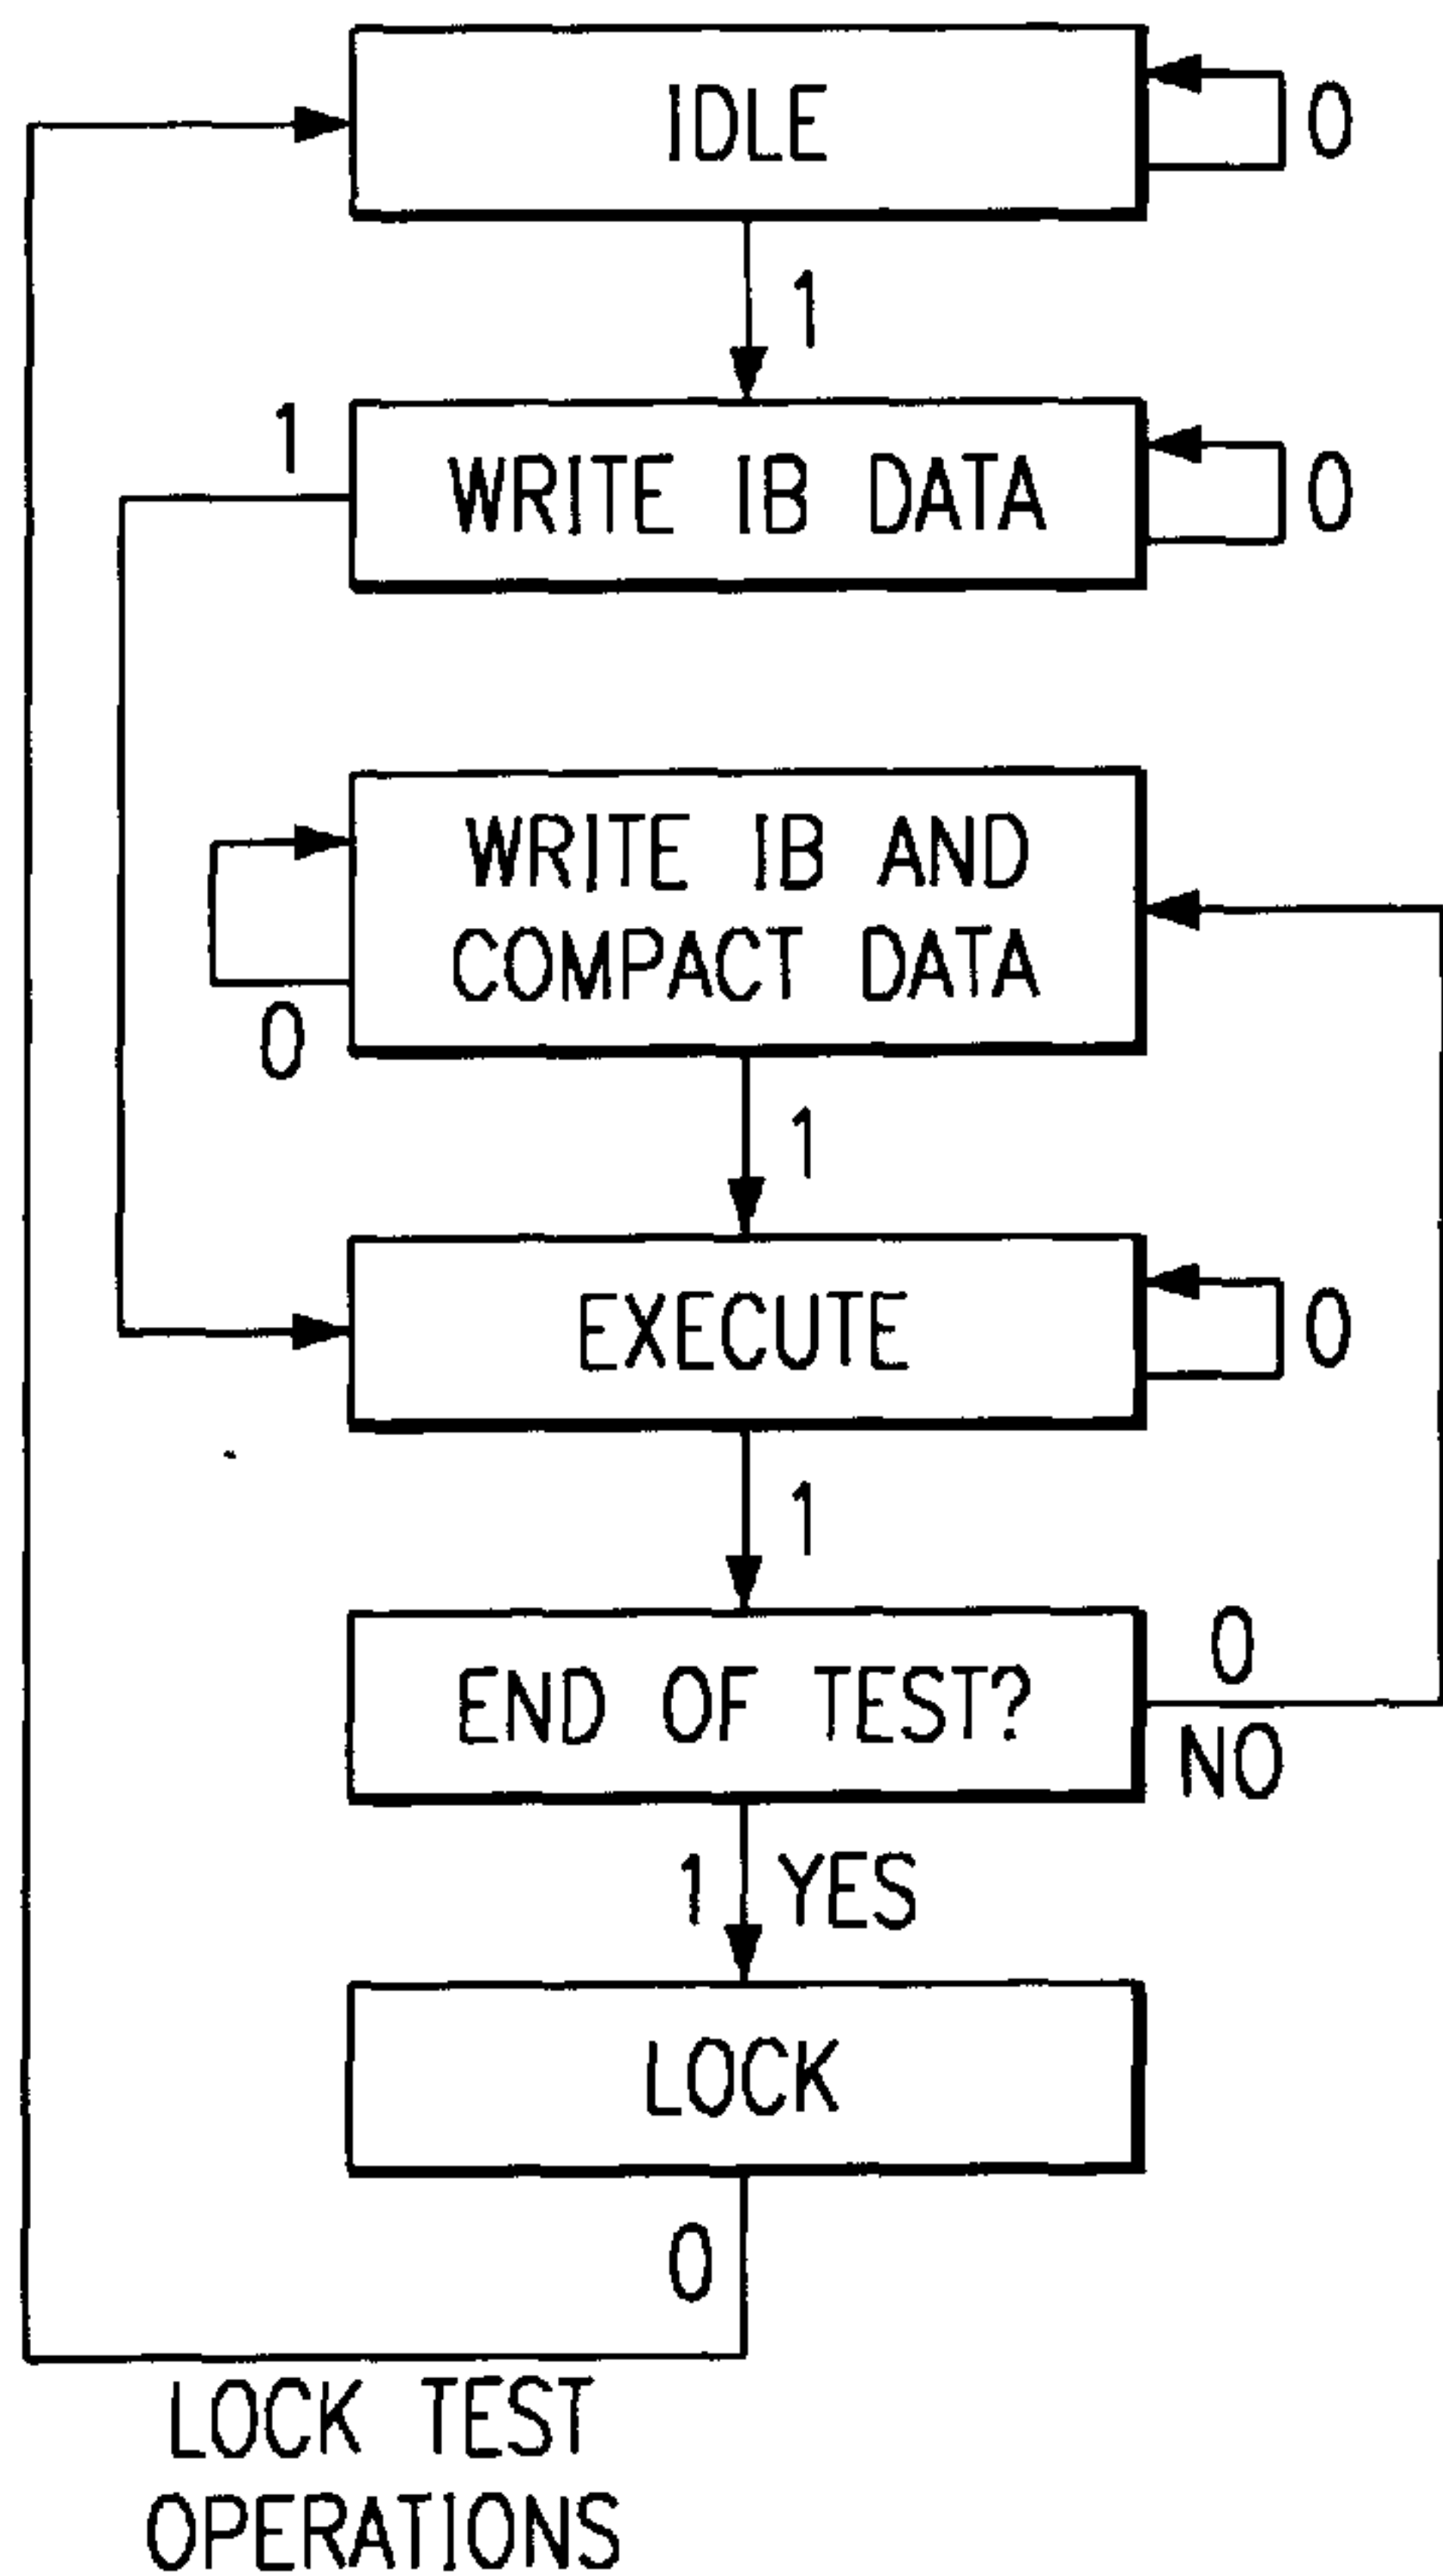 IDLE
0
1
1
WRITE IB DATA
0
WRITE IB AND
COMPACT DATA
0
1
EXECUTE
0
1
END OF TEST?
0
NO
1 YES
LOCK
0
LOCK TEST
OPERATIONS